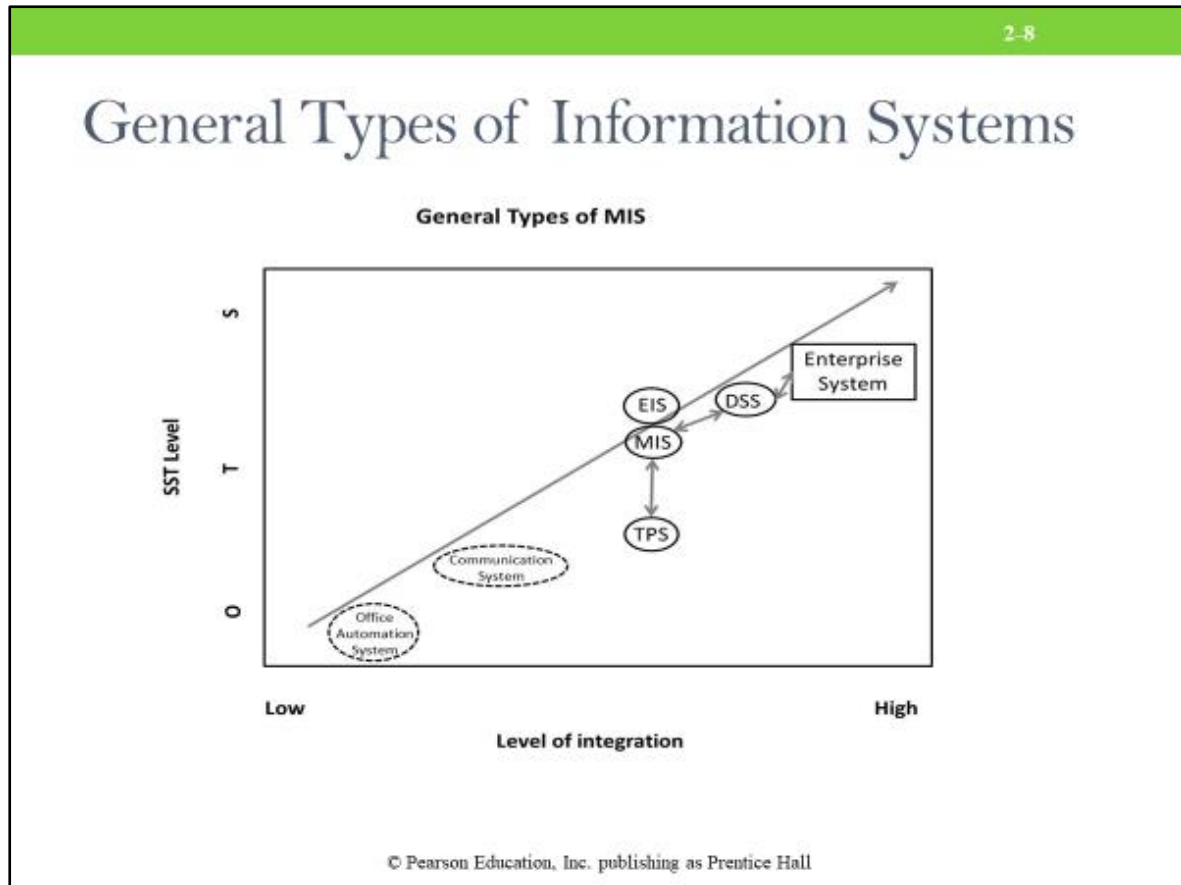 2-8
General Types of Information Systems
General Types of MIS
S
T
O
SST Level
Enterprise
System
EIS
DSS
MIS
TPS
Communication
System
Office
Automation
System
Low
High
Level of integration
© Pearson Education, Inc. publishing as Prentice Hall